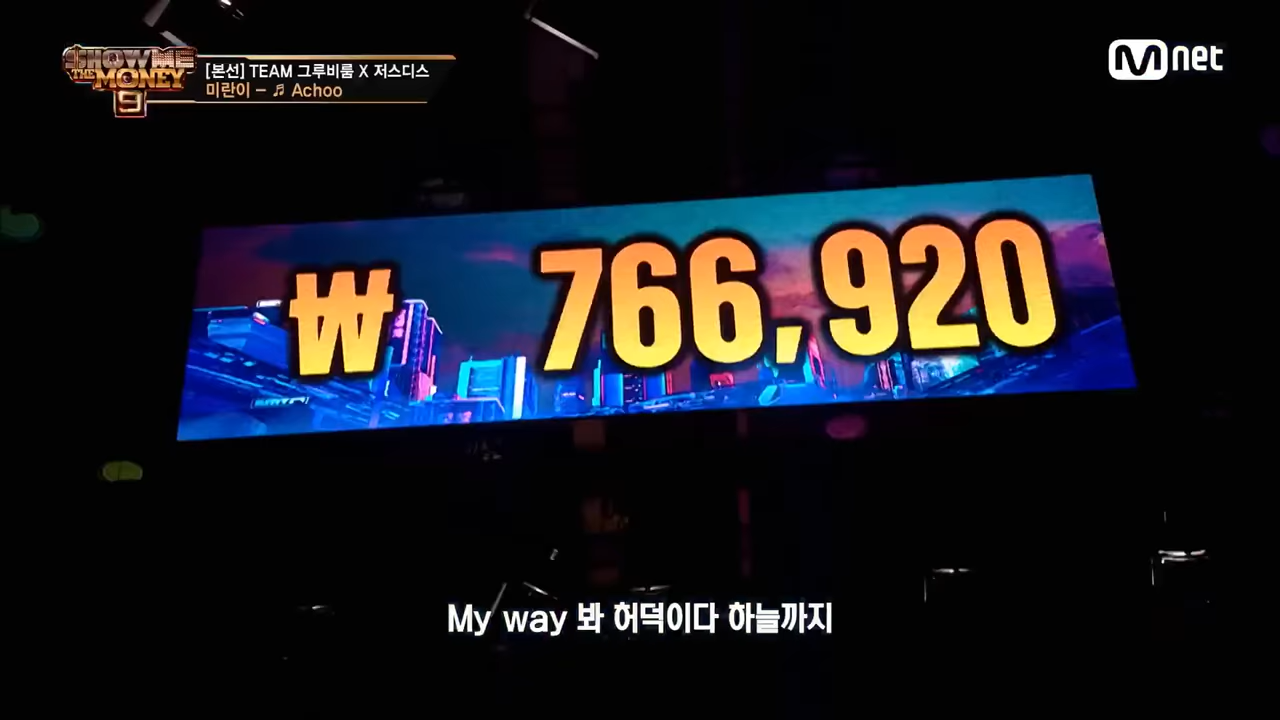 SHOW ME
THE MONEY
9
[본선] TEAM 그루비룸 X 저스디스
미란이 – ♬ Achoo
Mnet
₩ 766,920
My way 봐 허덕이다 하늘까지